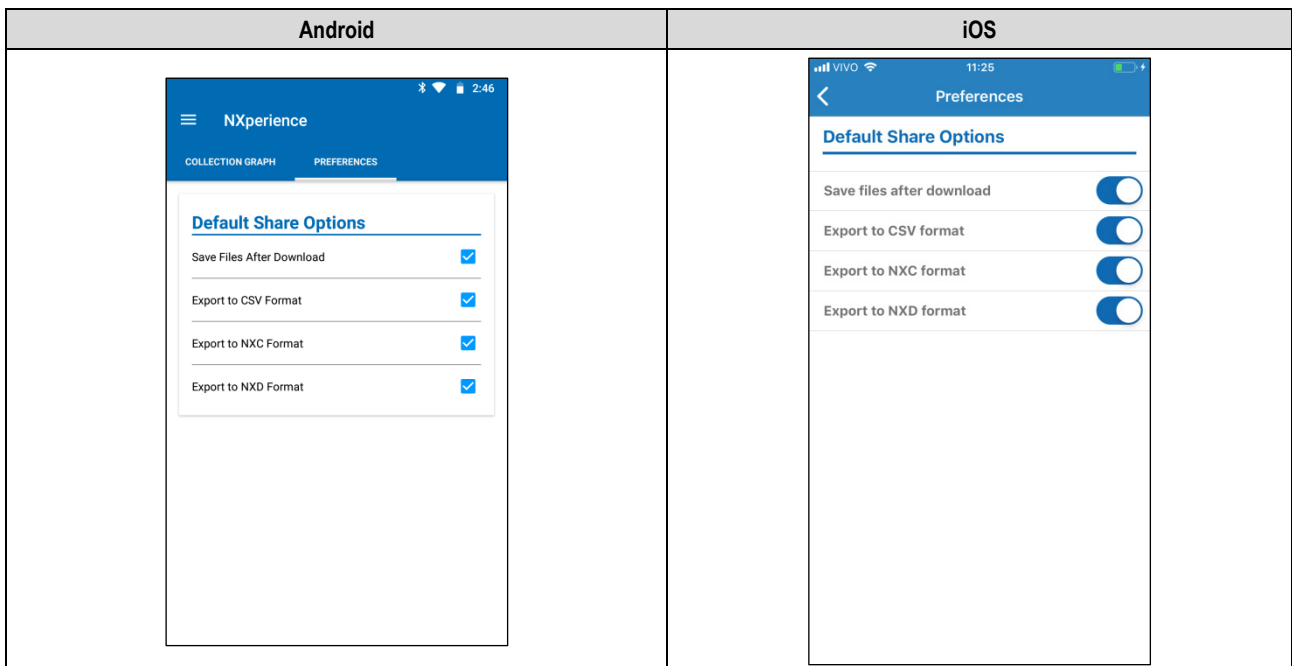 Android
iOS
2:46
NXperience
COLLECTION GRAPH PREFERENCES
Default Share Options
Save Files After Download
Export to CSV Format
Export to NXC Format
Export to NXD Format
VIVO 11:25
Preferences
Default Share Options
Save files after download
Export to CSV format
Export to NXC format
Export to NXD format